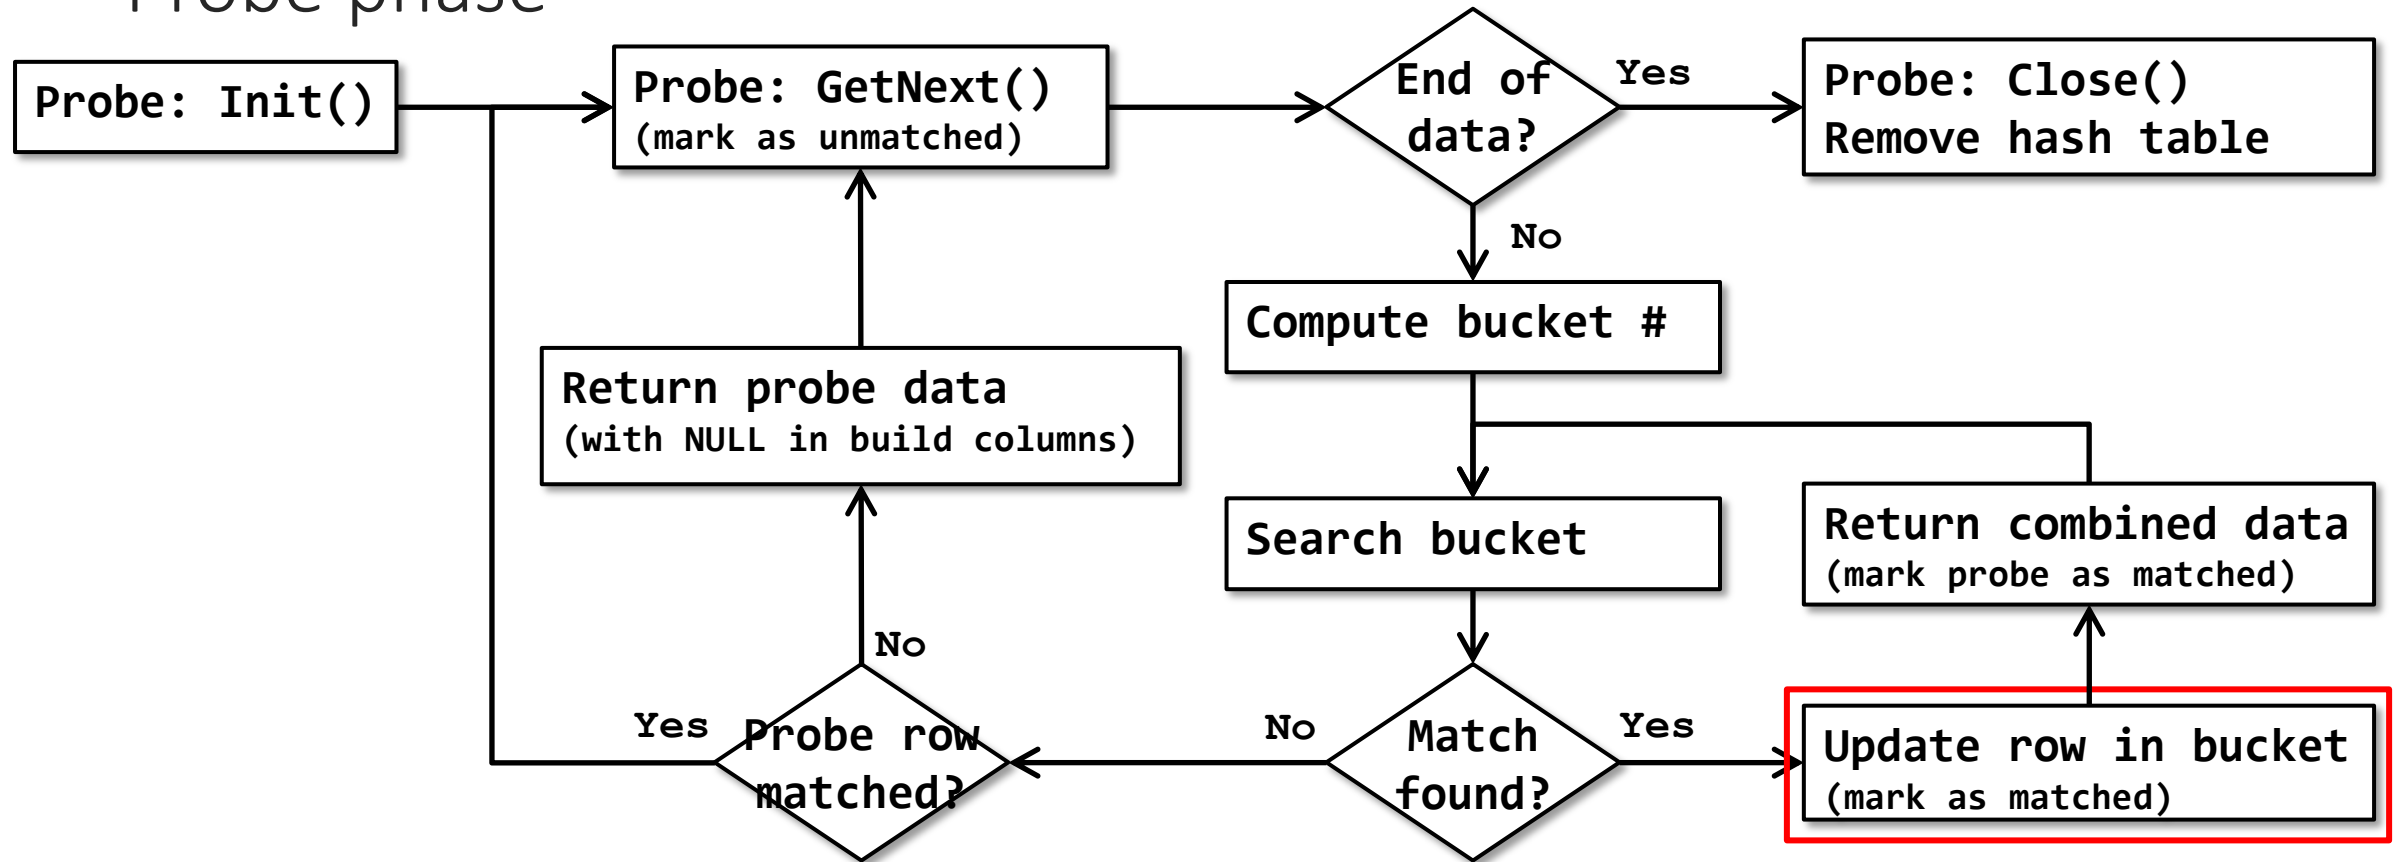 Probe phase
Probe: Init()
Probe: GetNext()
(mark as unmatched)
End of
data?
Yes
Probe: Close()
Remove hash table
No
Compute bucket #
Return probe data
(with NULL in build columns)
Search bucket
Return combined data
(mark probe as matched)
No
Yes
Probe row
matched?
No
Match
found?
Yes
Update row in bucket
(mark as matched)